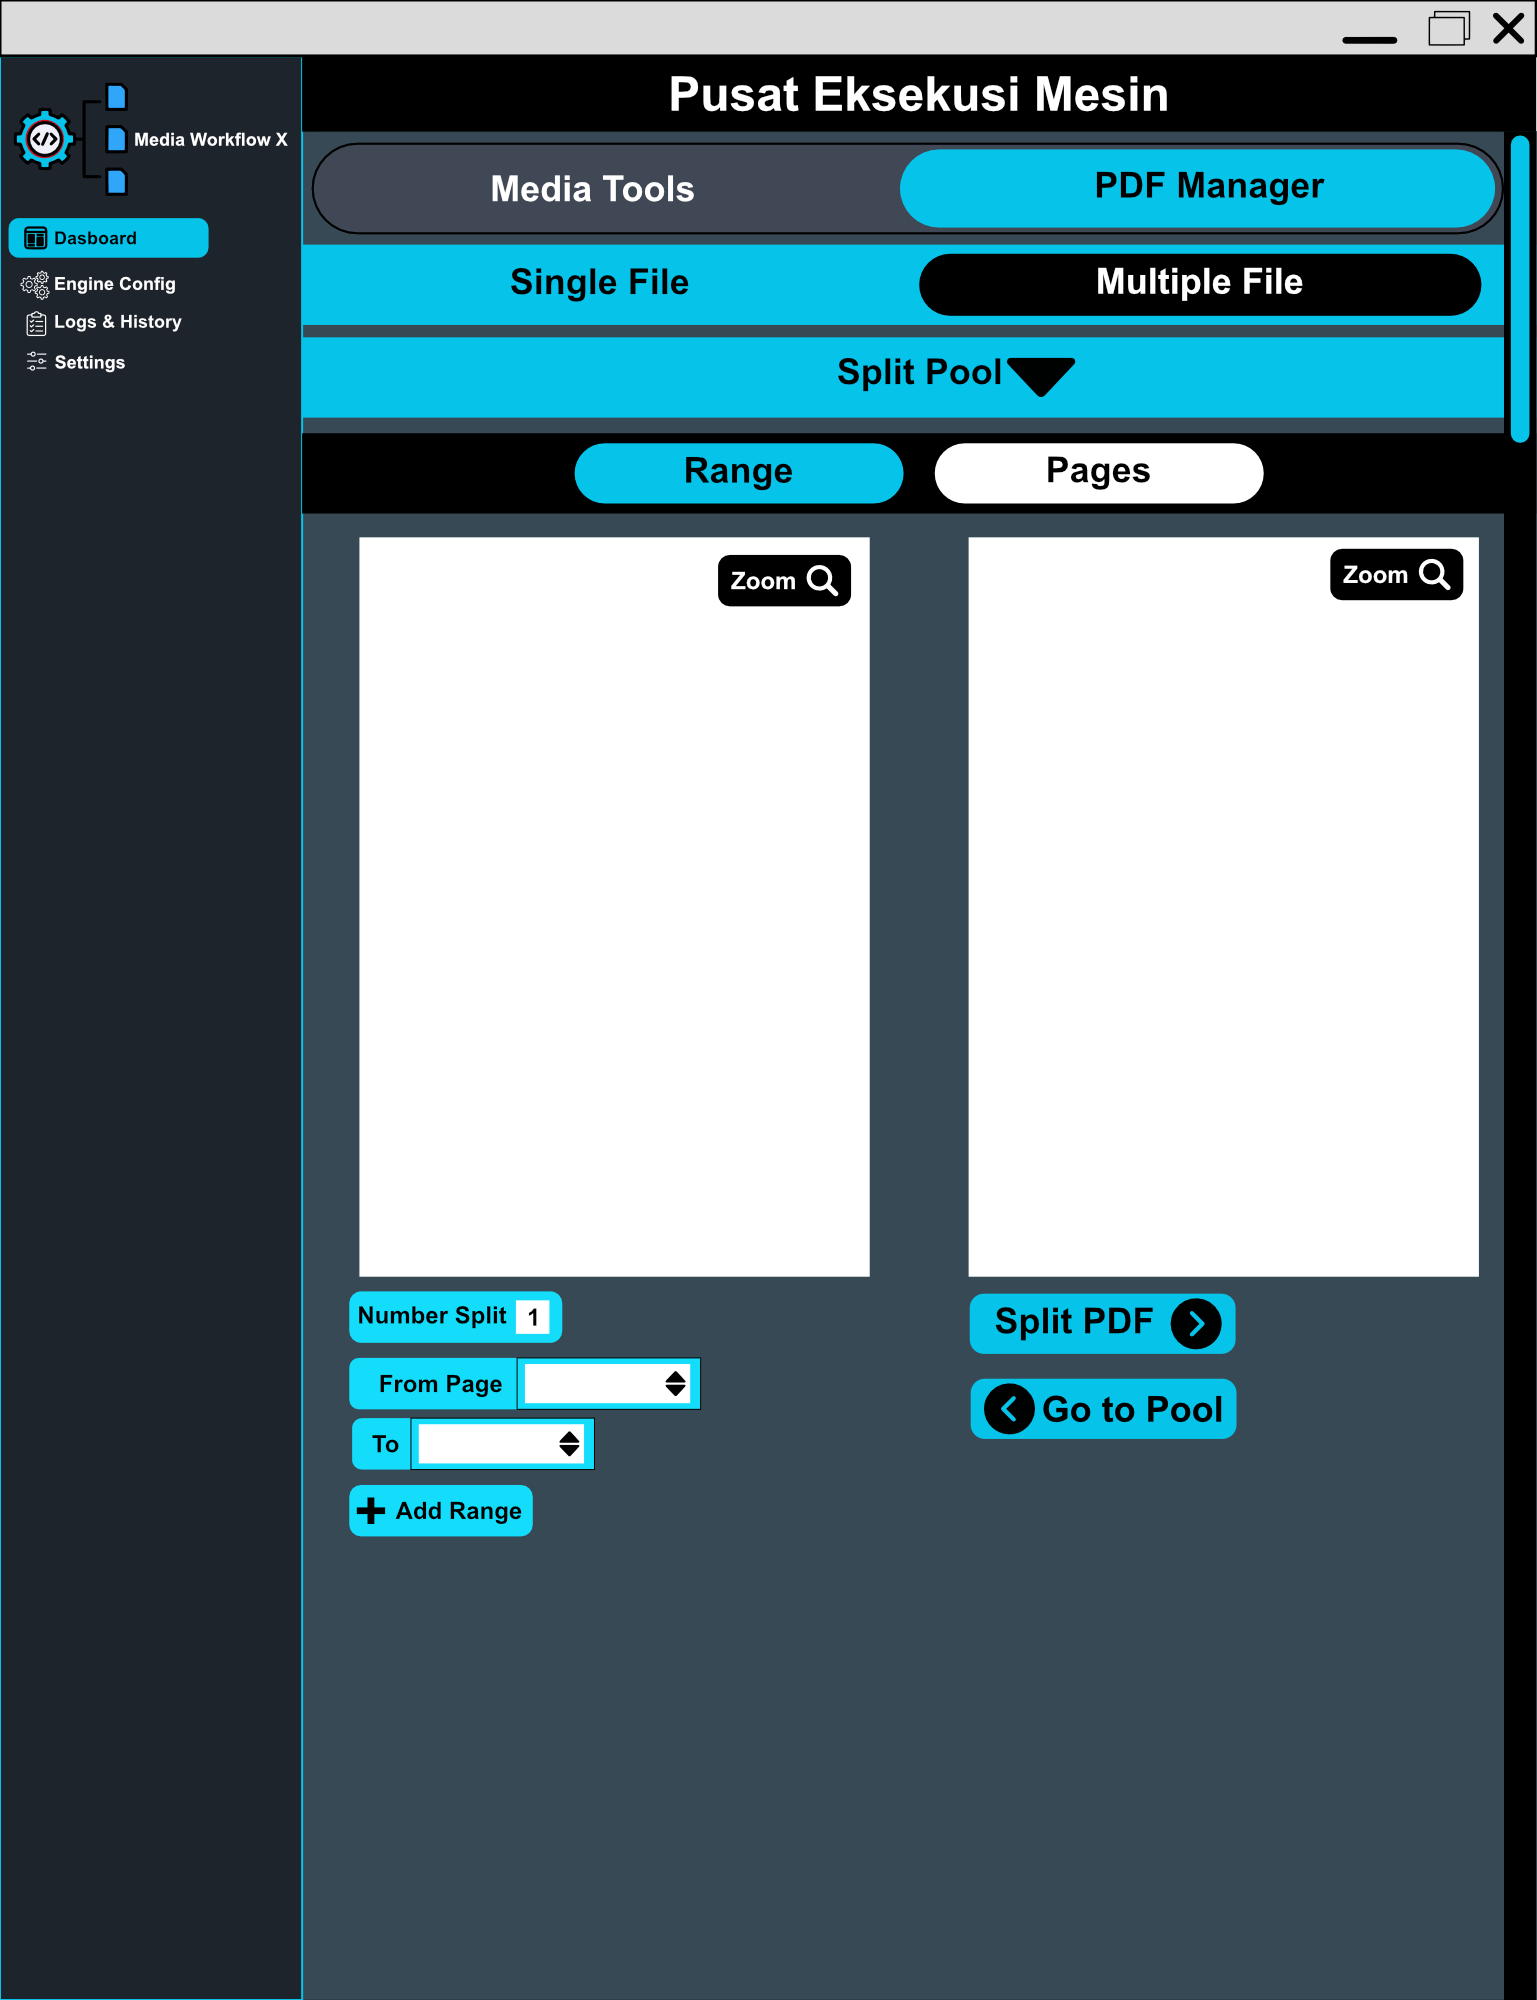 Pusat Eksekusi Mesin
Media Workflow X
Media Tools
PDF Manager
Dasboard
Engine Config
Logs & History
Settings
Single File
Multiple File
Split Pool
Range
Pages
Zoom
Zoom
Number Split 1
From Page
To
Add Range
Split PDF
Go to Pool